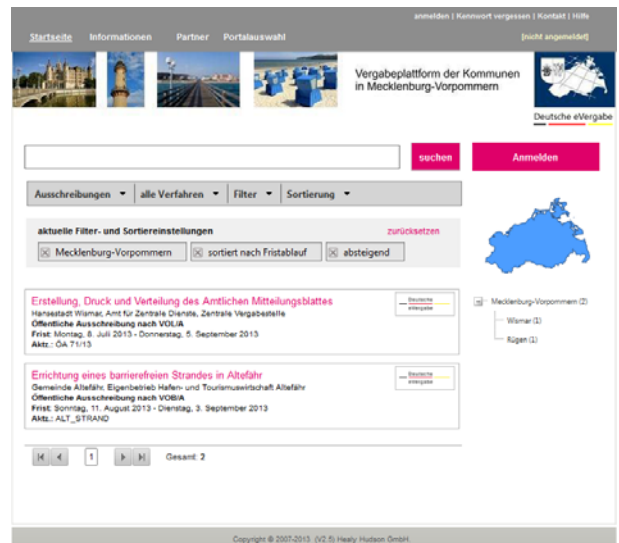 anmelden | Kennwort vergessen | Kontakt | Hilfe
Startseite Informationen Partner Portalauswahl [nicht angemeldet]
Vergabeplattform der Kommunen
in Mecklenburg-Vorpommern
Deutsche eVergabe
suchen Anmelden
Ausschreibungen alle Verfahren Filter Sortierung
aktuelle Filter- und Sortiereinstellungen zurücksetzen
Mecklenburg-Vorpommern sortiert nach Fristablauf absteigend
Erstellung, Druck und Verteilung des Amtlichen Mitteilungsblattes
Hansestadt Wismar, Amt für Zentrale Dienste, Zentrale Vergabestelle
Öffentliche Ausschreibung nach VOL/A
Frist: Montag, 8. Juli 2013 - Donnerstag, 5. September 2013
Aktz.: ÖA 71/13
Deutsche
eVergabe
Mecklenburg-Vorpommern (2)
Wismar (1)
Rügen (1)
Errichtung eines barrierefreien Strandes in Altefähr
Gemeinde Altefähr, Eigenbetrieb Hafen- und Tourismuswirtschaft Altefähr
Öffentliche Ausschreibung nach VOB/A
Frist: Sonntag, 11. August 2013 - Dienstag, 3. September 2013
Aktz.: ALT_STRAND
Deutsche
eVergabe
1 Gesamt: 2
Copyright © 2007-2013 (V2.5) Healy Hudson GmbH.